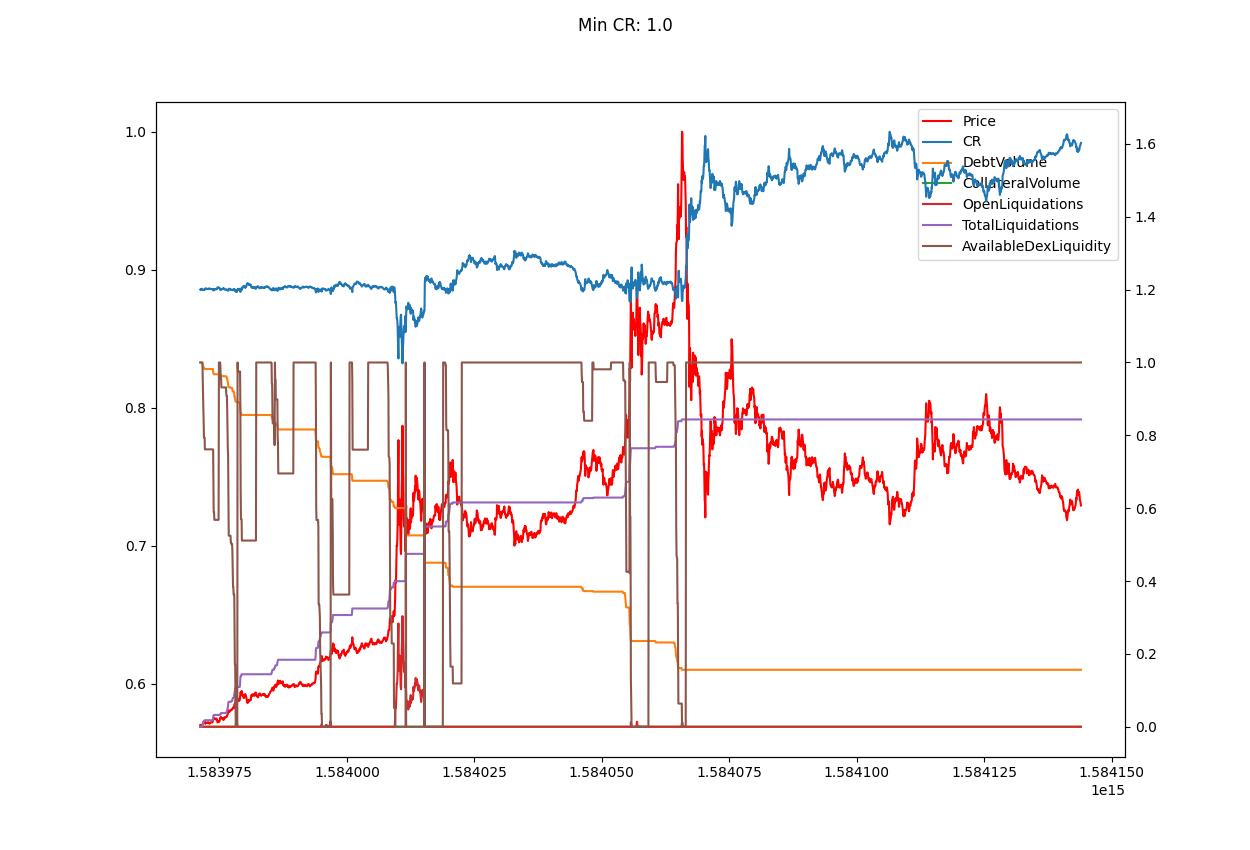 Min CR: 1.0
1.0
0.9
0.8
0.7
0.6
1.6
1.4
1.2
1.0
0.8
0.6
0.4
0.2
0.0
Price
CR
DebtVolume
CollateralVolume
OpenLiquidations
TotalLiquidations
AvailableDexLiquidity
1.583975 1.584000 1.584025 1.584050 1.584075 1.584100 1.584125 1.584150
1e15